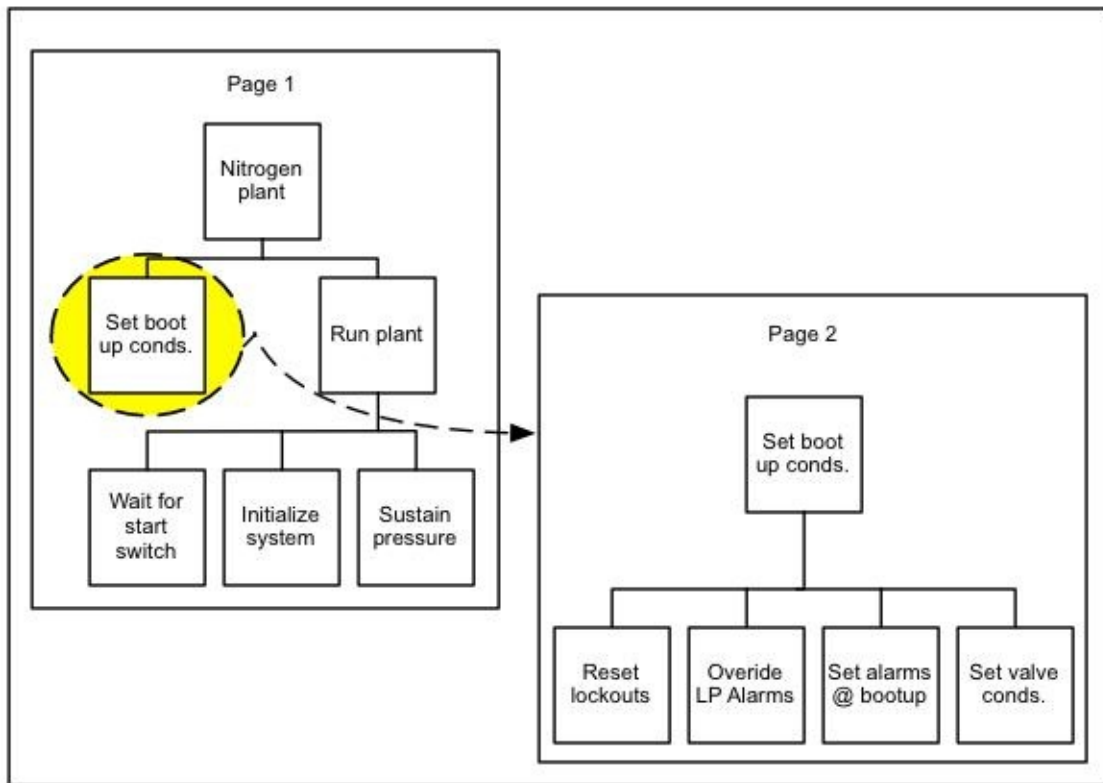 Page 1
Nitrogen
plant
Set boot
up conds.
Run plant
Wait for
start
switch
Initialize
system
Sustain
pressure
Page 2
Set boot
up conds.
Reset
lockouts
Overide
LP Alarms
Set alarms
@ bootup
Set valve
conds.